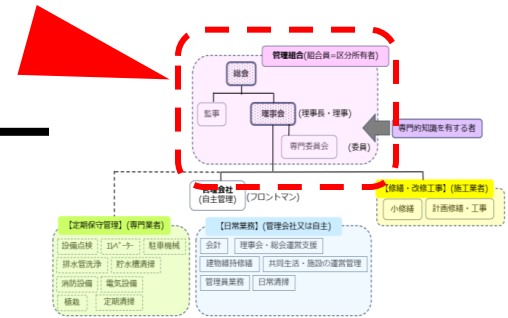 管理組合(組合員=区分所有者)
総会
監事
理事会
(理事長・理事)
専門的知識を有する者
専門委員会
(委員)
管理会社
(自主管理)
(フロントマン)
【修繕・改修工事】(施工業者)
小修繕
計画修繕・工事
【定期保守管理】(専門業者)
【日常業務】(管理会社又は自主)
設備点検
ｴﾚﾍﾞｰﾀｰ
駐車機械
会計
理事会・総会運営支援
排水管洗浄
貯水槽清掃
建物維持修繕
共同生活・施設の運営管理
消防設備
電気設備
管理員業務
日常清掃
植栽
定期清掃